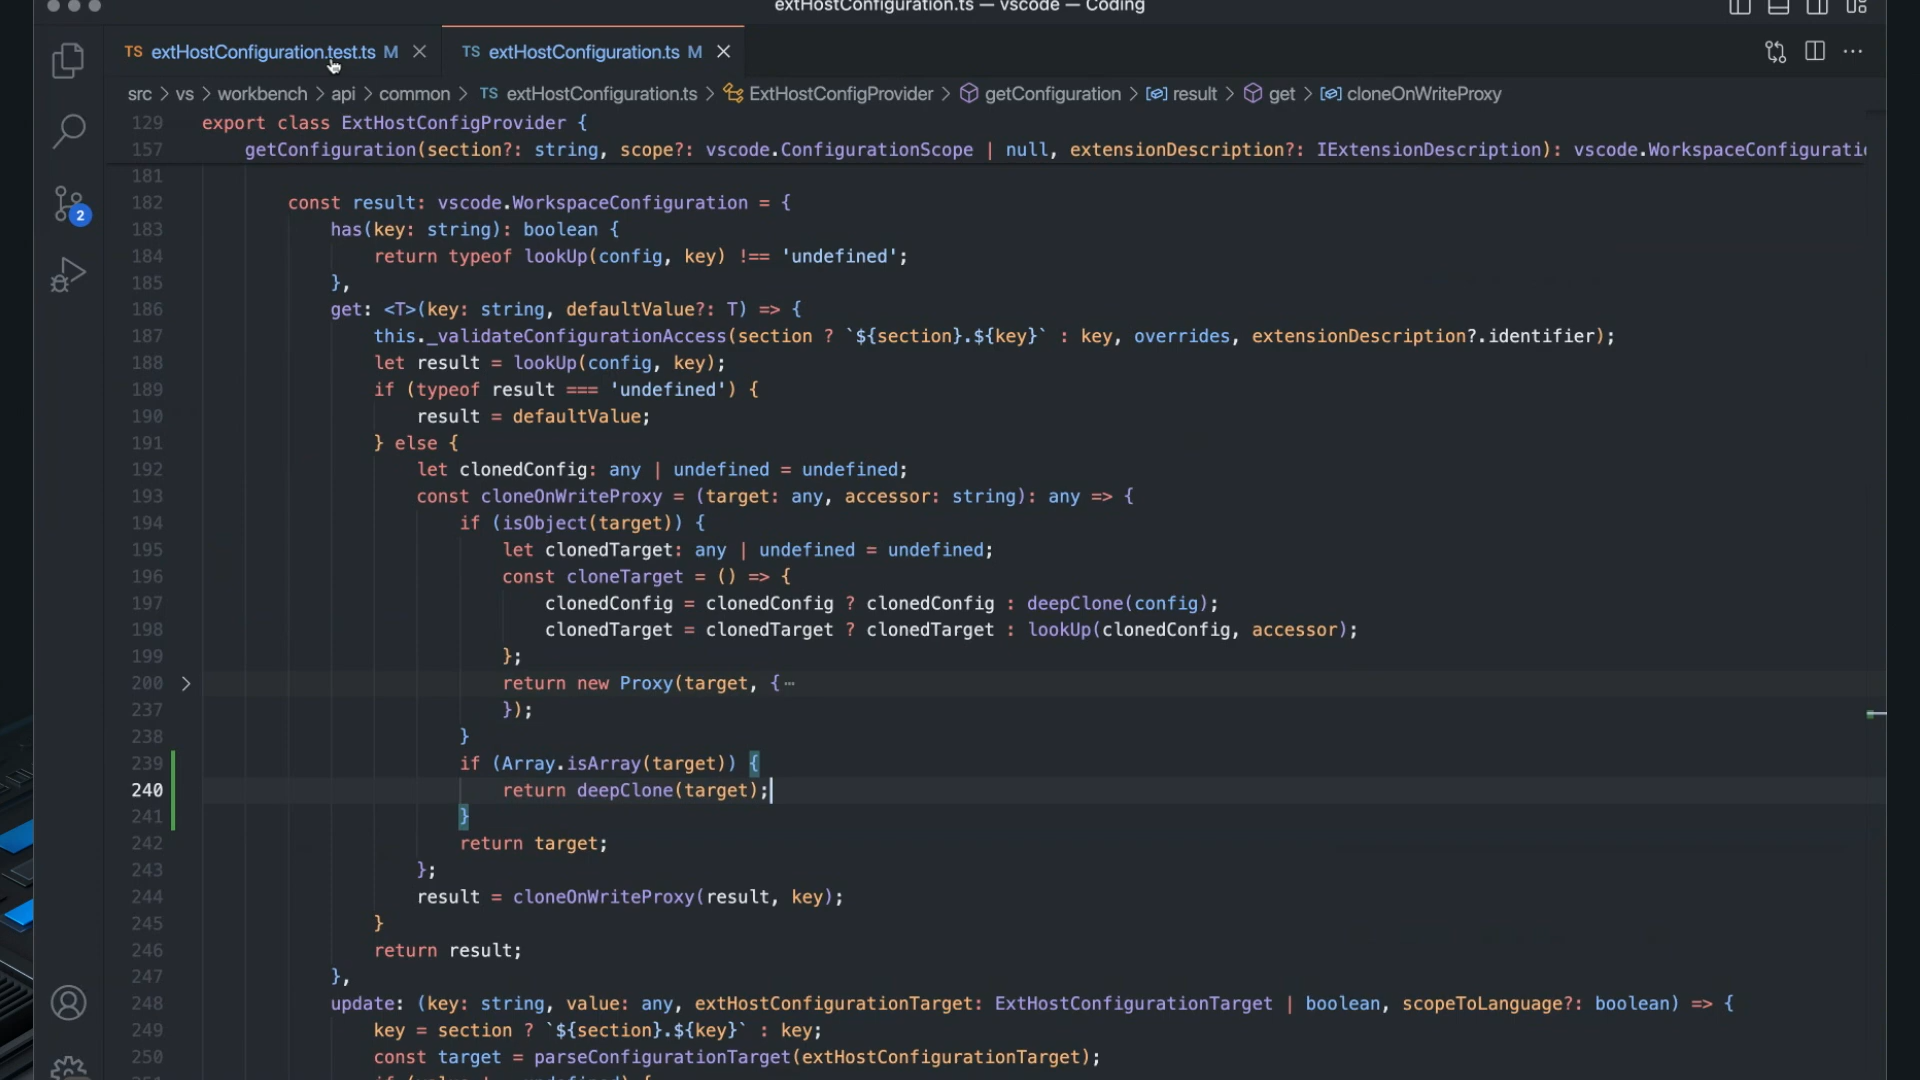 extHostConfiguration.ts — vscode — Coding
TS extHostConfiguration.test.ts M
TS extHostConfiguration.ts M
src > vs > workbench > api > common > TS extHostConfiguration.ts > ExtHostConfigProvider > getConfiguration > result > get > cloneOnWriteProxy
129 export class ExtHostConfigProvider {
157 getConfiguration(section?: string, scope?: vscode.ConfigurationScope | null, extensionDescription?: IExtensionDescription): vscode.WorkspaceConfigurati
181
182 const result: vscode.WorkspaceConfiguration = {
183 has(key: string): boolean {
184 return typeof lookUp(config, key) !== 'undefined';
185 },
186 get: <T>(key: string, defaultValue?: T) => {
187 this._validateConfigurationAccess(section ? `${section}.${key}` : key, overrides, extensionDescription?.identifier);
188 let result = lookUp(config, key);
189 if (typeof result === 'undefined') {
190 result = defaultValue;
191 } else {
192 let clonedConfig: any | undefined = undefined;
193 const cloneOnWriteProxy = (target: any, accessor: string): any => {
194 if (isObject(target)) {
195 let clonedTarget: any | undefined = undefined;
196 const cloneTarget = () => {
197 clonedConfig = clonedConfig ? clonedConfig : deepClone(config);
198 clonedTarget = clonedTarget ? clonedTarget : lookUp(clonedConfig, accessor);
199 };
200 return new Proxy(target, {⋯
237 });
238 }
239 if (Array.isArray(target)) {
240 return deepClone(target);
241 }
242 return target;
243 };
244 result = cloneOnWriteProxy(result, key);
245 }
246 return result;
247 },
248 update: (key: string, value: any, extHostConfigurationTarget: ExtHostConfigurationTarget | boolean, scopeToLanguage?: boolean) => {
249 key = section ? `${section}.${key}` : key;
250 const target = parseConfigurationTarget(extHostConfigurationTarget);
2